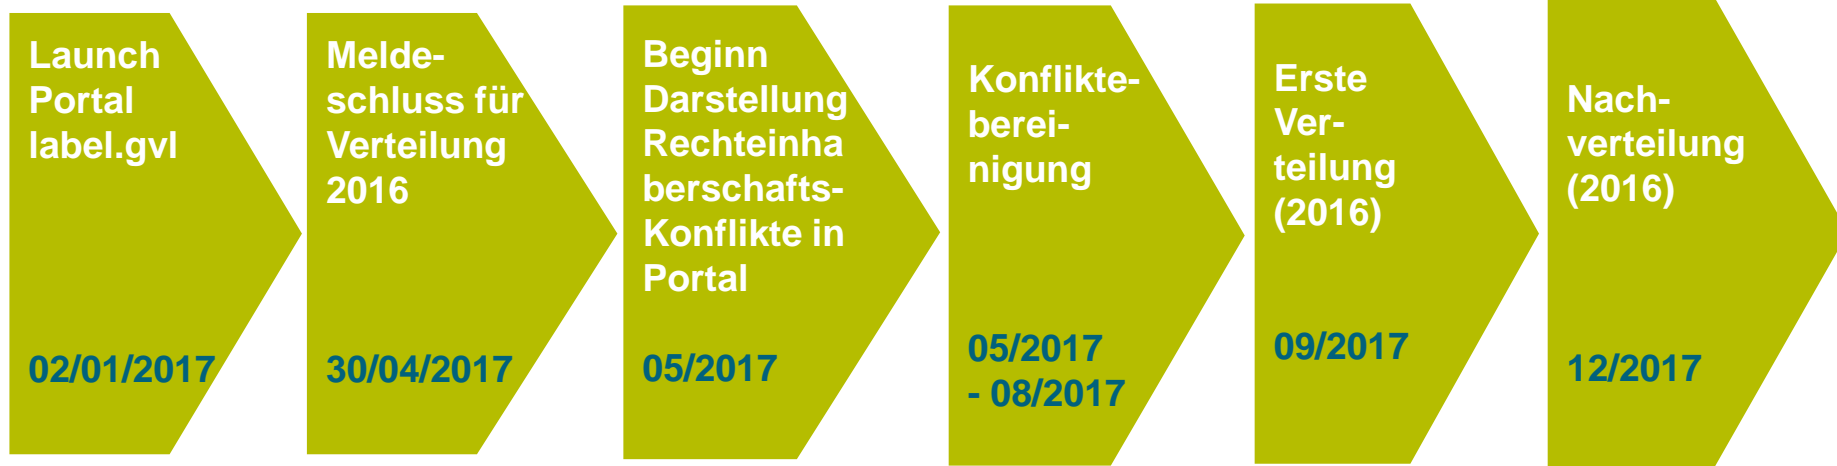 Launch
Portal
label.gvl
02/01/2017
Melde-
schluss für
Verteilung
2016
30/04/2017
Beginn
Darstellung
Rechteinha
berschafts-
Konflikte in
Portal
05/2017
Konflikte-
berei-
nigung
05/2017
- 08/2017
Erste
Ver-
teilung
(2016)
09/2017
Nach-
verteilung
(2016)
12/2017